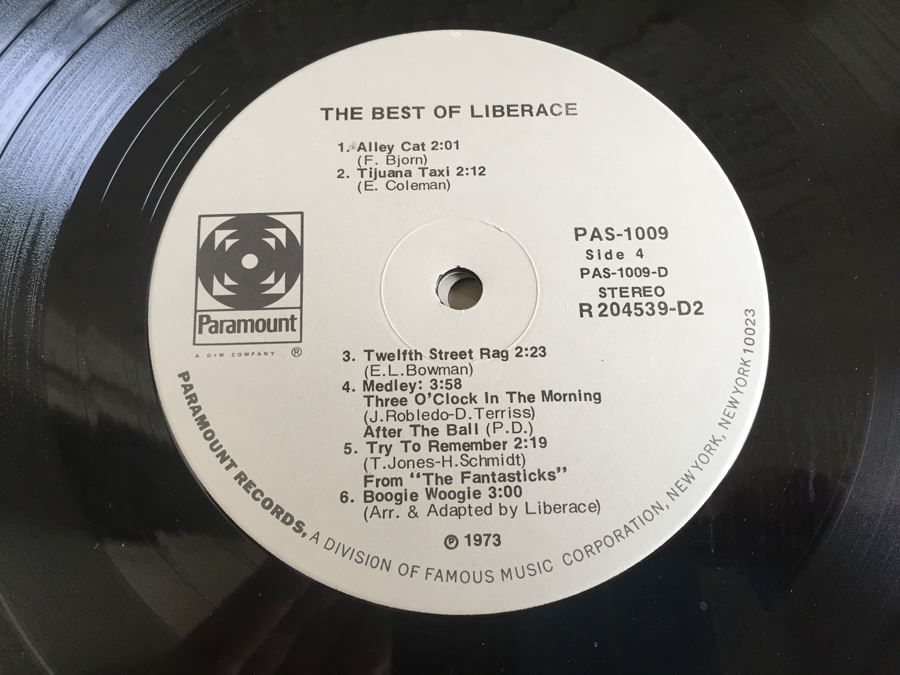 THE BEST OF LIBERACE
1. Alley Cat 2:01
(F. Bjorn)
2. Tijuana Taxi 2:12
(E. Coleman)
PAS-1009
Side 4
PAS-1009-D
STEREO
R 204539-D2
Paramount
A G+W COMPANY ®
3. Twelfth Street Rag 2:23
(E.L.Bowman)
4. Medley: 3:58
Three O'Clock In The Morning
(J.Robledo-D.Terriss)
After The Ball (P.D.)
5. Try To Remember 2:19
(T.Jones-H.Schmidt)
From "The Fantasticks"
6. Boogie Woogie 3:00
(Arr. & Adapted by Liberace)
℗ 1973
PARAMOUNT RECORDS, A DIVISION OF FAMOUS MUSIC CORPORATION, NEW YORK, NEW YORK 10023